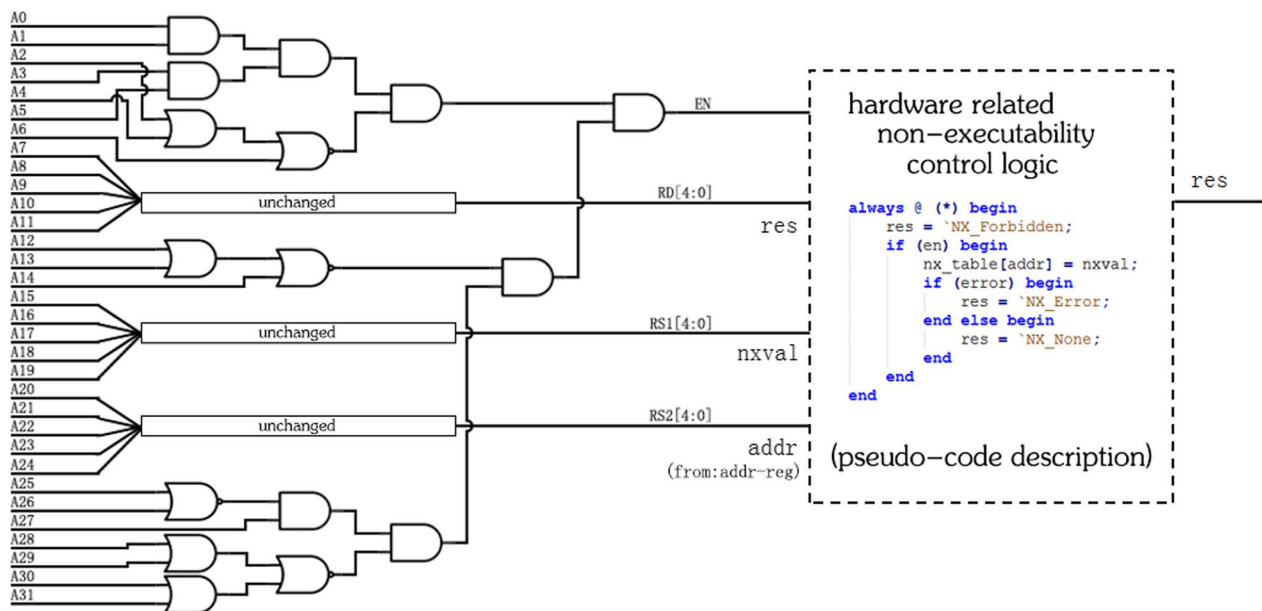 A0
A1
A2
A3
A4
A5
A6
A7
A8
A9
A10
A11
A12
A13
A14
A15
A16
A17
A18
A19
A20
A21
A22
A23
A24
A25
A26
A27
A28
A29
A30
A31
unchanged
unchanged
unchanged
EN
RD[4:0]
res
RS1[4:0]
nxval
RS2[4:0]
addr
(from:addr-reg)
hardware related
non-executability
control logic
always @ (*) begin
res = `NX_Forbidden;
if (en) begin
nx_table[addr] = nxval;
if (error) begin
res = `NX_Error;
end else begin
res = `NX_None;
end
end
end
(pseudo-code description)
res